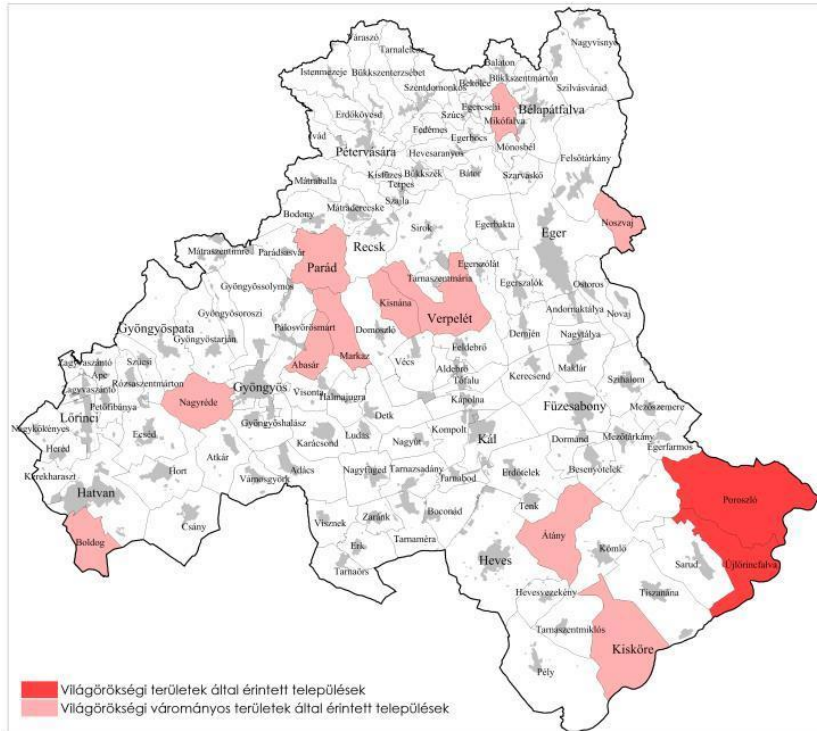 Nagyvisnyó
Váraszó
Tarnalelesz
Balaton
Istenmezeje
Bükkszenterzsébet
Bekölce
Bükkszentmárton
Szentdomonkos
Szilvásvárad
Egercsehi
Bélapátfalva
Erdőkövesd
Szúcs
Mikófalva
Ivád
Fedémes
Egerbocs
Mónosbél
Pétervására
Hevesaranyos
Felsőtárkány
Kisfüzes
Bükkszék
Bátor
Szarvaskő
Mátraballa
Terpes
Szajla
Mátraderecske
Noszvaj
Bodony
Sirok
Egerbakta
Eger
Mátraszentimre
Parádsasvár
Recsk
Parád
Egerszólát
Gyöngyössolymos
Tarnaszentmária
Egerszalók
Ostoros
Kisnána
Andornaktálya
Novaj
Gyöngyösoroszi
Verpelét
Gyöngyöspata
Pálosvörösmart
Domoszló
Demjén
Nagytálya
Gyöngyöstarján
Markaz
Feldebrő
Zagyvaszántó
Szűcsi
Abasár
Vécs
Aldebrő
Maklár
Apc
Rózsaszentmárton
Gyöngyös
Tófalu
Kerecsend
Szihalom
Zagyvaszántó
Visonta
Halmajugra
Kápolna
Petőfibánya
Nagyréde
Füzesabony
Mezőszemere
Lőrinci
Detk
Nagykökényes
Gyöngyöshalász
Ludas
Kompolt
Kál
Dormánd
Mezőtárkány
Heréd
Ecséd
Karácsond
Nagyút
Egerfarmos
Kerekharaszt
Hort
Atkár
Adács
Nagyfüged
Tarnazsadány
Tarnabod
Erdőtelek
Besenyőtelek
Hatvan
Vámosgyörk
Poroszló
Csány
Visznek
Zaránk
Boconád
Tenk
Boldog
Erk
Tarnaméra
Átány
Kömlő
Tarnaörs
Heves
Sarud
Újlőrincfalva
Hevesvezekény
Tiszanána
Tarnaszentmiklós
Kisköre
Pély
Világörökségi területek által érintett települések
Világörökségi várományos területek által érintett települések